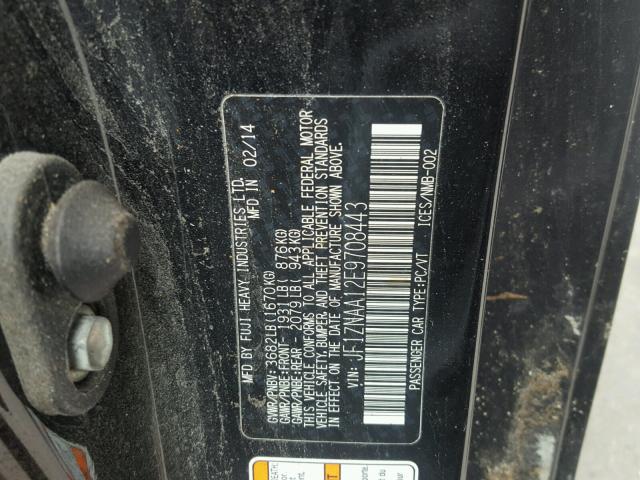 MFD BY FUJI HEAVY INDUSTRIES LTD.
MFD IN 02/14
GVWR/PNBV: 3682LB(1670KG)
GAWR/PNBE:FRONT- 1931LB( 876KG)
GAWR/PNBE:REAR - 2079LB( 943KG)
THIS VEHICLE CONFORMS TO ALL APPLICABLE FEDERAL MOTOR
VEHICLE SAFETY, BUMPER, AND THEFT PREVENTION STANDARDS
IN EFFECT ON THE DATE OF MANUFACTURE SHOWN ABOVE.
VIN: JF1ZNAA12E9708443
PASSENGER CAR TYPE:PC/VT ICES/NMB-002